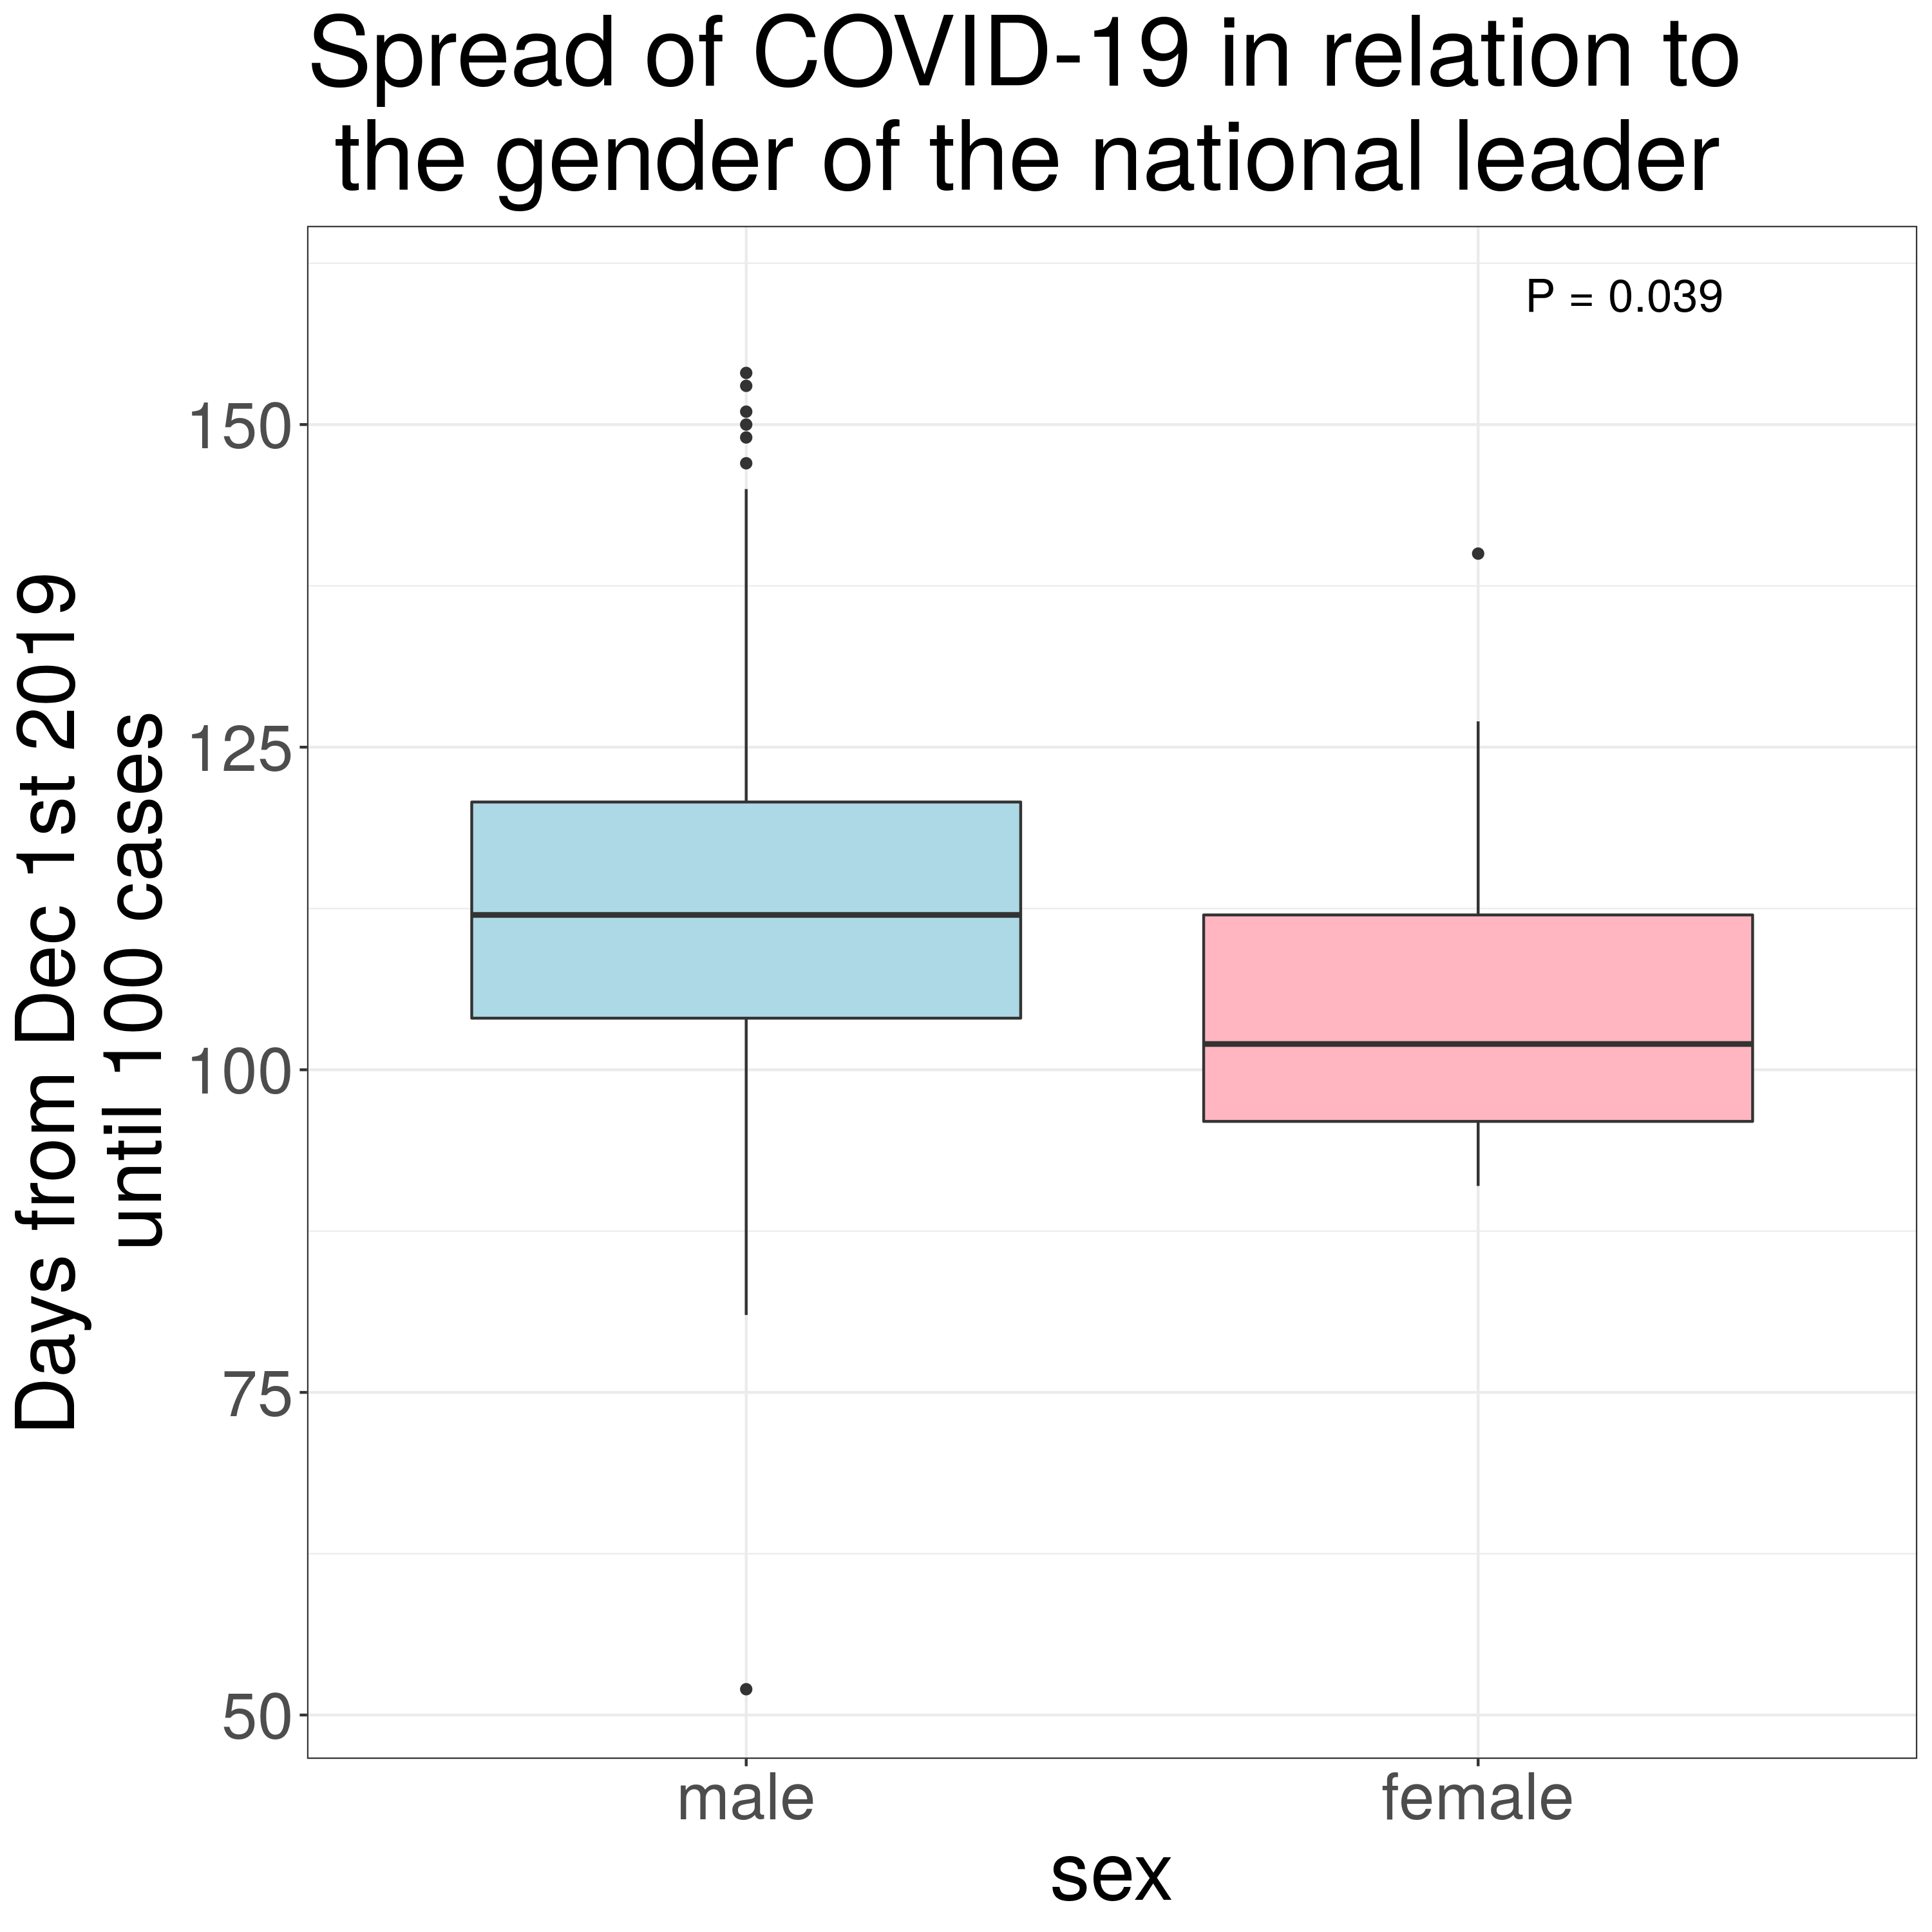 Spread of COVID-19 in relation to
the gender of the national leader
P = 0.039
Days from Dec 1st 2019
until 100 cases
150
125
100
75
50
male
female
sex